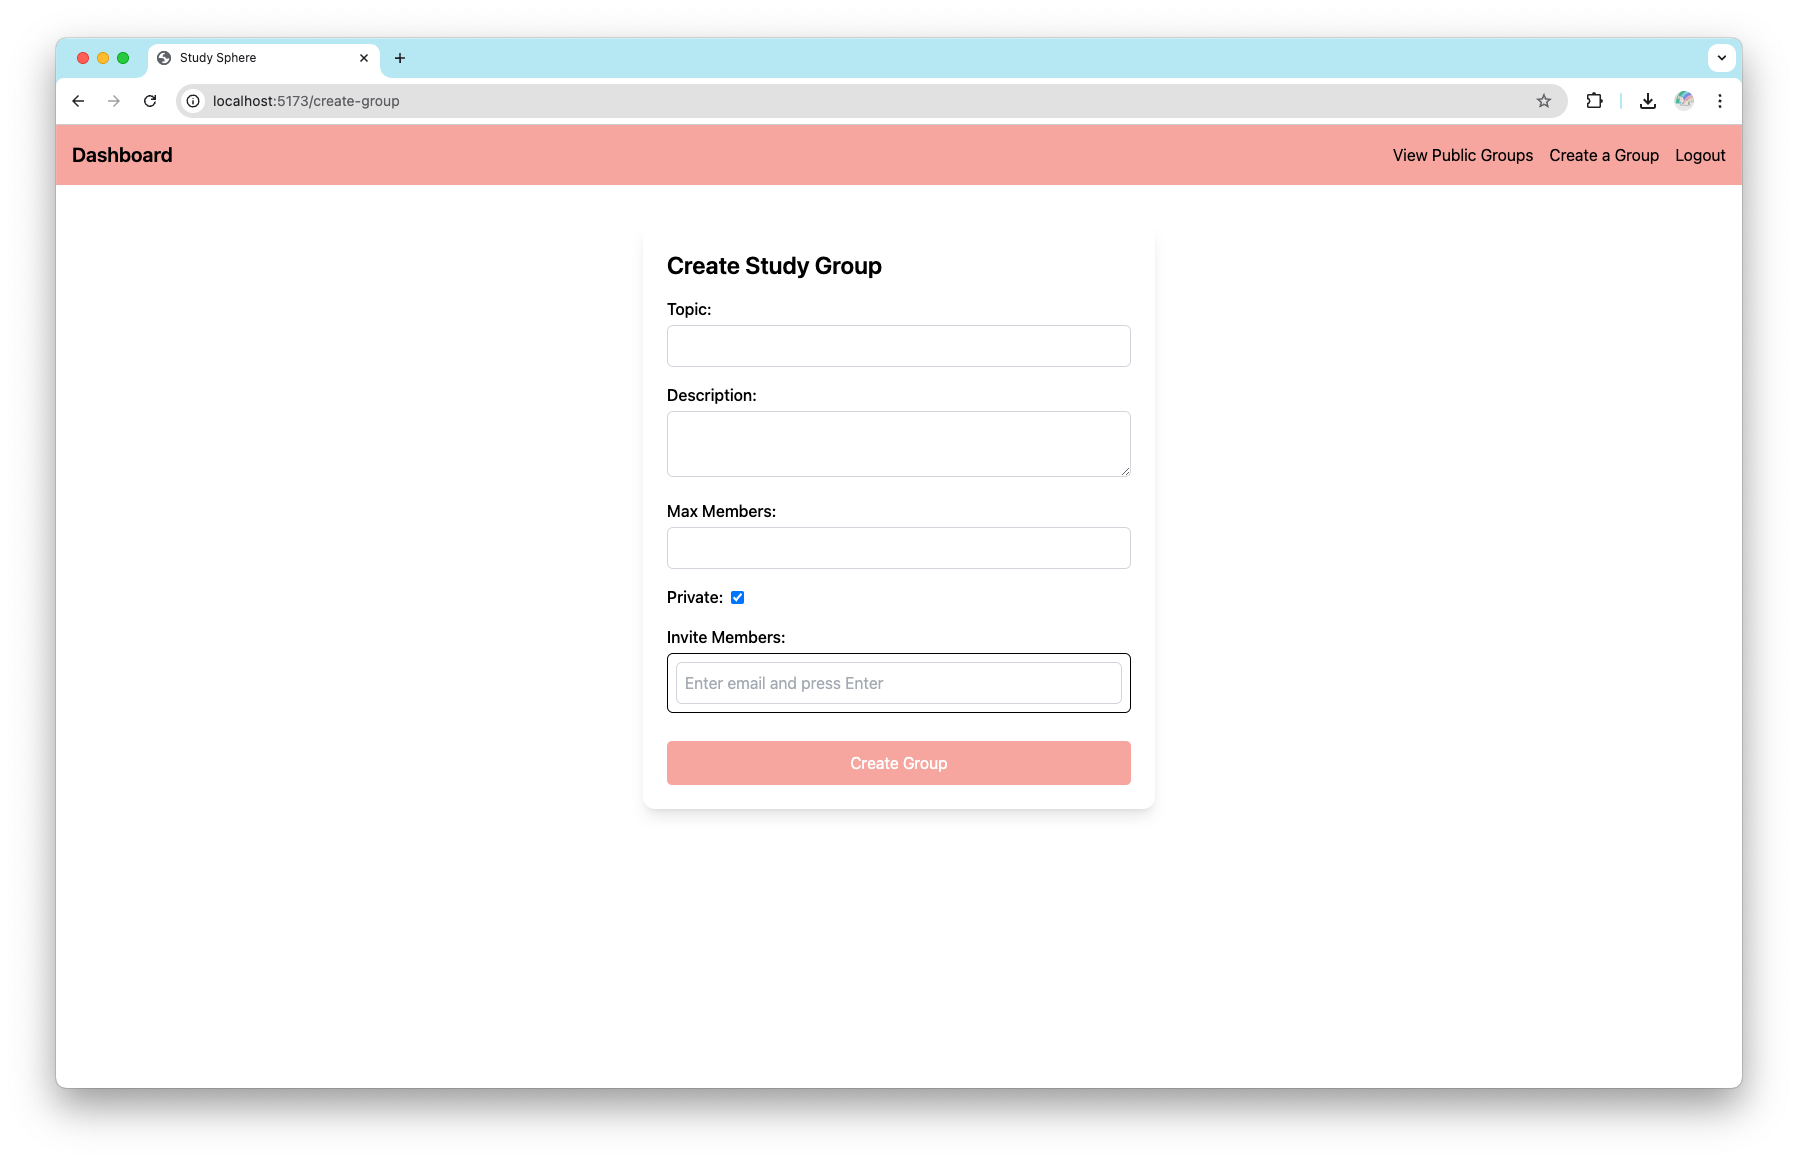 Study Sphere
localhost:5173/create-group
Dashboard
View Public Groups Create a Group Logout
Create Study Group
Topic:
Description:
Max Members:
Private:
Invite Members:
Enter email and press Enter
Create Group